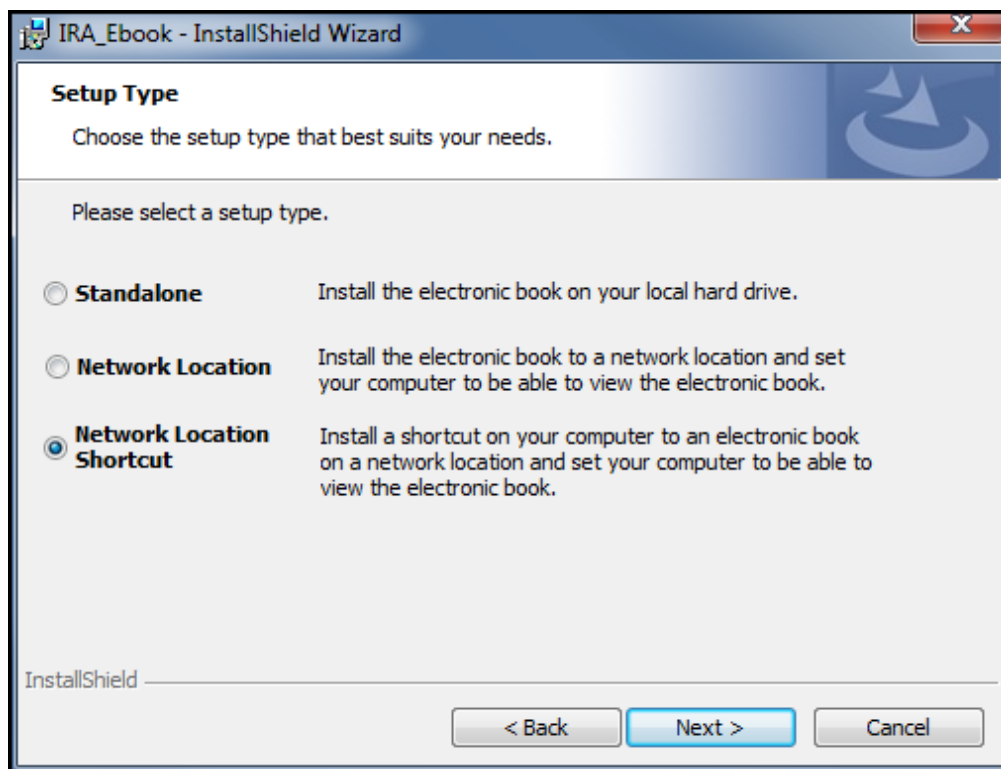 IRA_Ebook - InstallShield Wizard
Setup Type
Choose the setup type that best suits your needs.
Please select a setup type.
Standalone
Install the electronic book on your local hard drive.
Network Location
Install the electronic book to a network location and set
your computer to be able to view the electronic book.
Network Location
Shortcut
Install a shortcut on your computer to an electronic book
on a network location and set your computer to be able to
view the electronic book.
InstallShield
< Back
Next >
Cancel